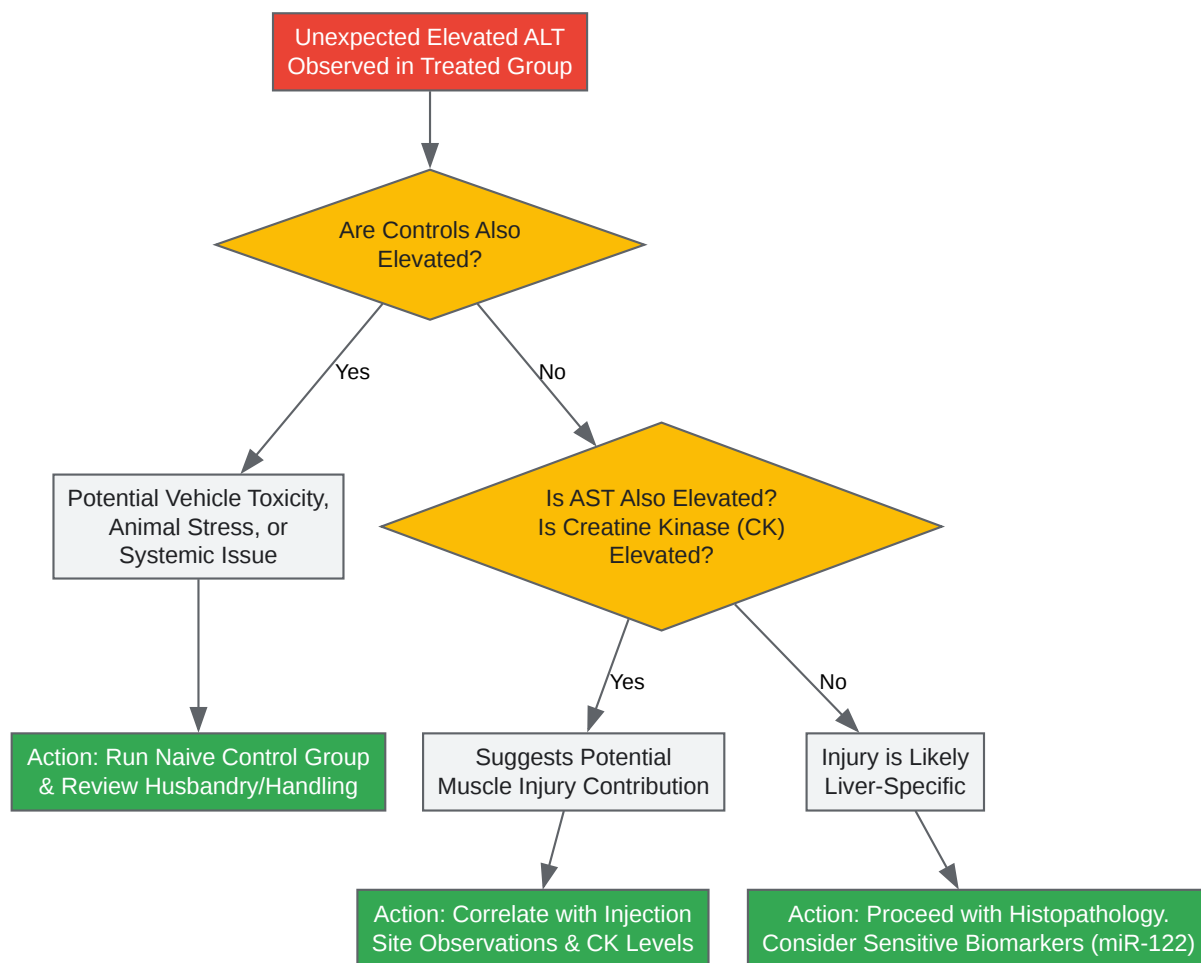 Unexpected Elevated ALT
Observed in Treated Group
Are Controls Also
Elevated?
Yes
No
Potential Vehicle Toxicity,
Animal Stress, or
Systemic Issue
Is AST Also Elevated?
Is Creatine Kinase (CK)
Elevated?
Yes
No
Action: Run Naive Control Group
& Review Husbandry/Handling
Suggests Potential
Muscle Injury Contribution
Injury is Likely
Liver-Specific
Action: Correlate with Injection
Site Observations & CK Levels
Action: Proceed with Histopathology.
Consider Sensitive Biomarkers (miR-122)